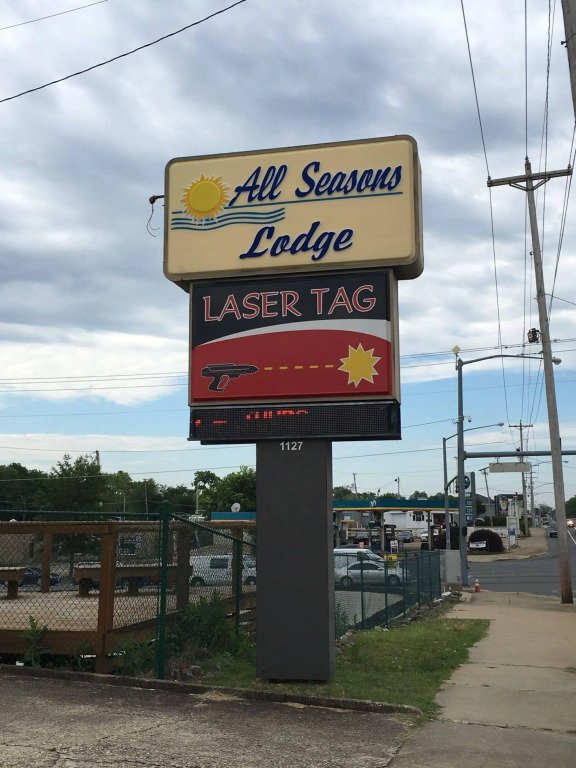 All Seasons
Lodge
LASER TAG
1127